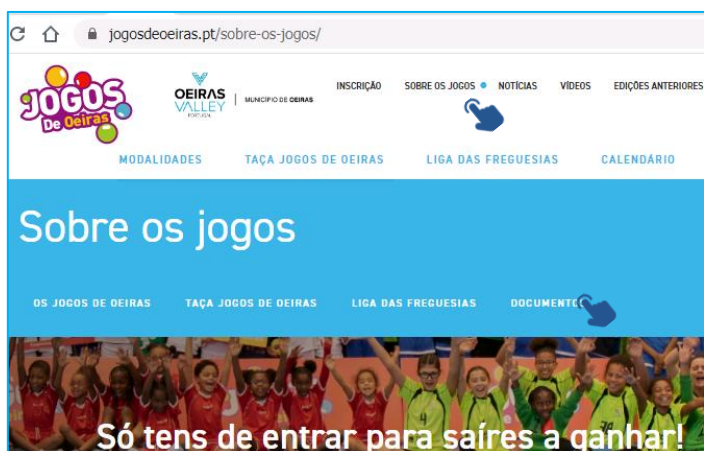 jogosdeoeiras.pt/sobre-os-jogos/
JOGOS
De Oeiras
OEIRAS
VALLEY
PORTUGAL
MUNICÍPIO DE OEIRAS
INSCRIÇÃO SOBRE OS JOGOS NOTÍCIAS VÍDEOS EDIÇÕES ANTERIORES
MODALIDADES TAÇA JOGOS DE OEIRAS LIGA DAS FREGUESIAS CALENDÁRIO
Sobre os jogos
OS JOGOS DE OEIRAS TAÇA JOGOS DE OEIRAS LIGA DAS FREGUESIAS DOCUMENTO
Só tens de entrar para saíres a ganhar!